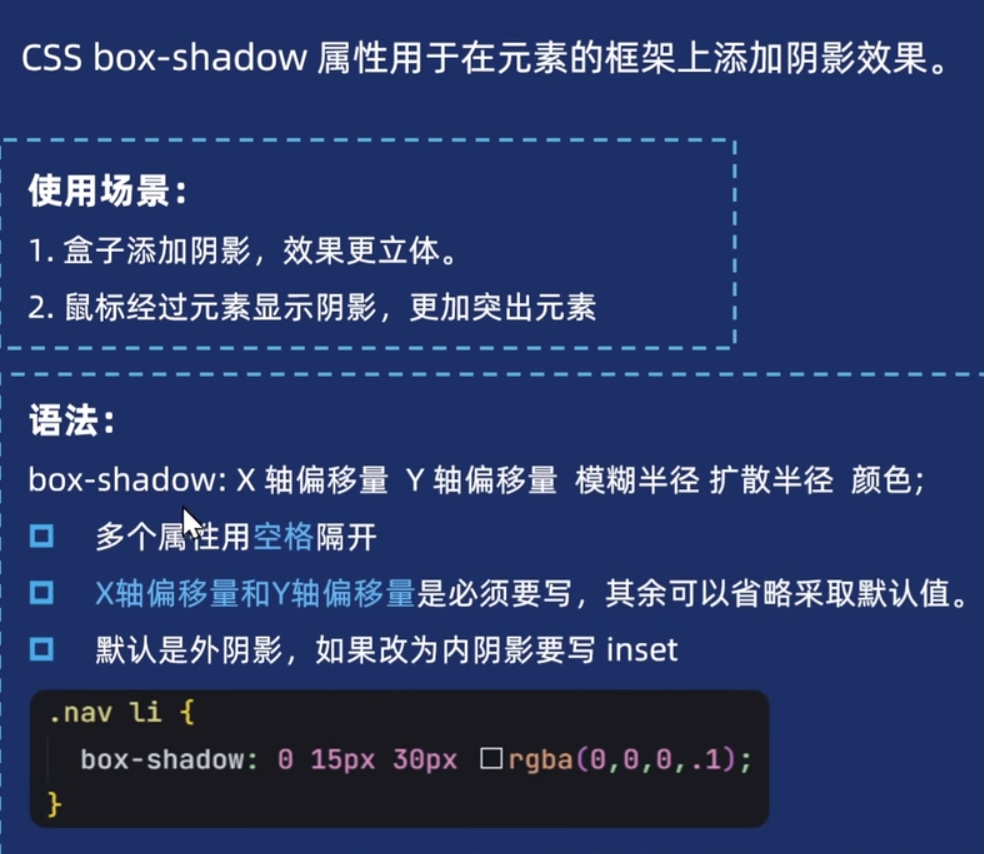 CSS box-shadow 属性用于在元素的框架上添加阴影效果。
使用场景：
1. 盒子添加阴影，效果更立体。
2. 鼠标经过元素显示阴影，更加突出元素
语法：
box-shadow: X 轴偏移量 Y 轴偏移量 模糊半径 扩散半径 颜色;
多个属性用空格隔开
X轴偏移量和Y轴偏移量是必须要写，其余可以省略采取默认值。
默认是外阴影，如果改为内阴影要写 inset
.nav li {
box-shadow: 0 15px 30px rgba(0,0,0,.1);
}